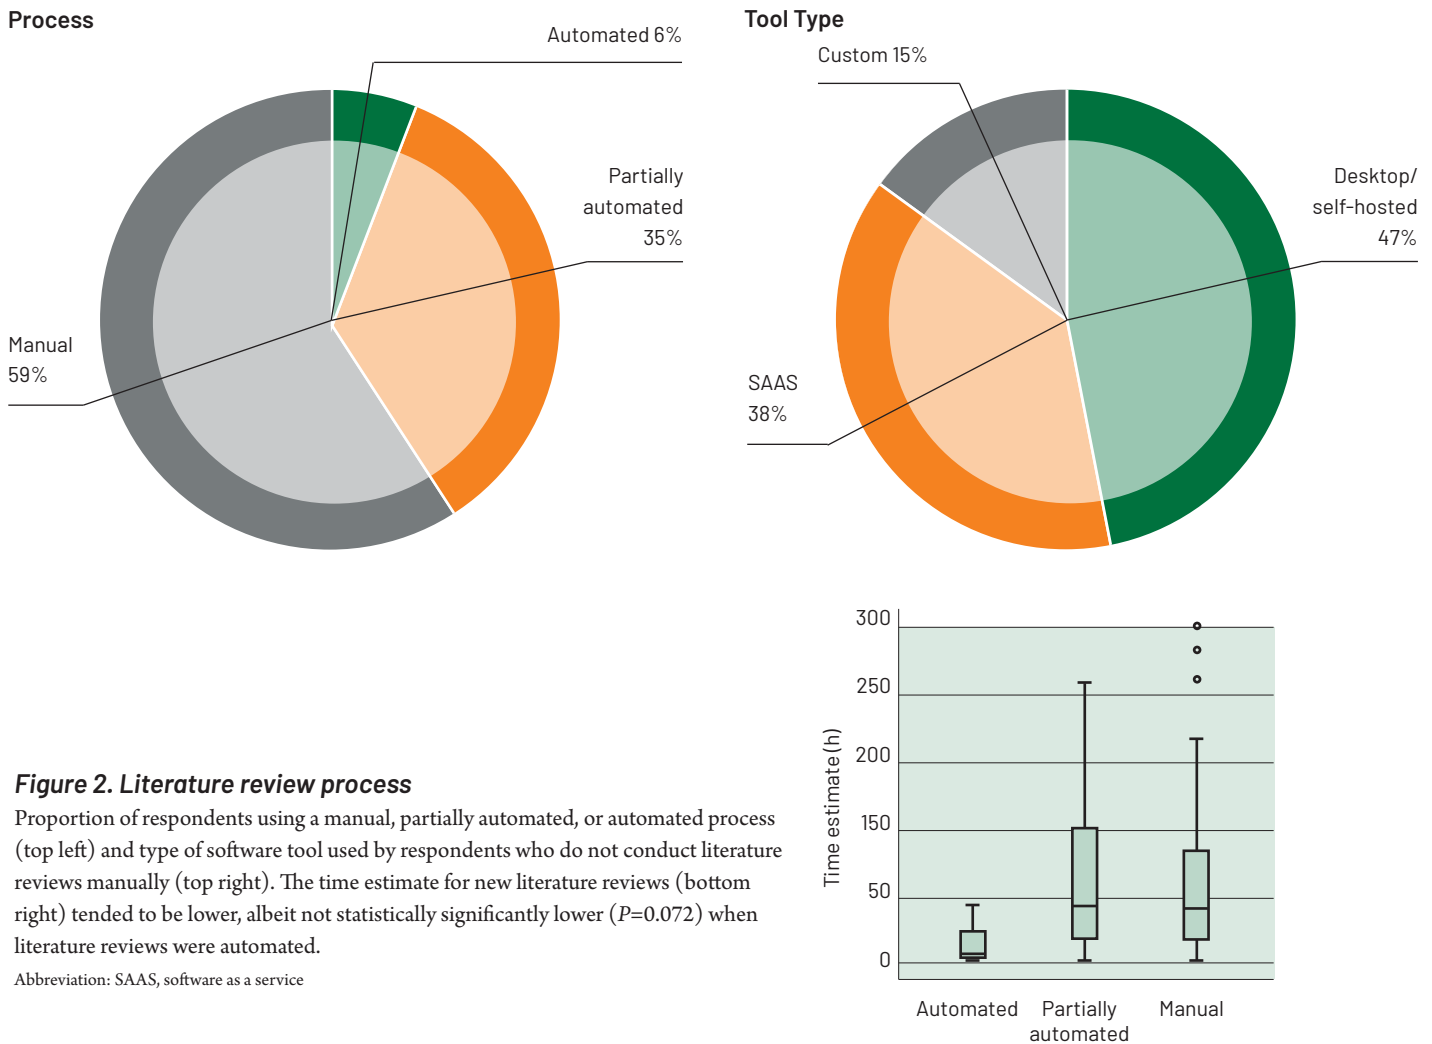 Process
Automated 6%
Partially
automated
35%
Manual
59%
Tool Type
Custom 15%
Desktop/
self-hosted
47%
SAAS
38%
Figure 2. Literature review process
Proportion of respondents using a manual, partially automated, or automated process
(top left) and type of software tool used by respondents who do not conduct literature
reviews manually (top right). The time estimate for new literature reviews (bottom
right) tended to be lower, albeit not statistically significantly lower (P=0.072) when
literature reviews were automated.
Abbreviation: SAAS, software as a service
Time estimate (h)
300
250
200
150
50
0
Automated
Partially
automated
Manual